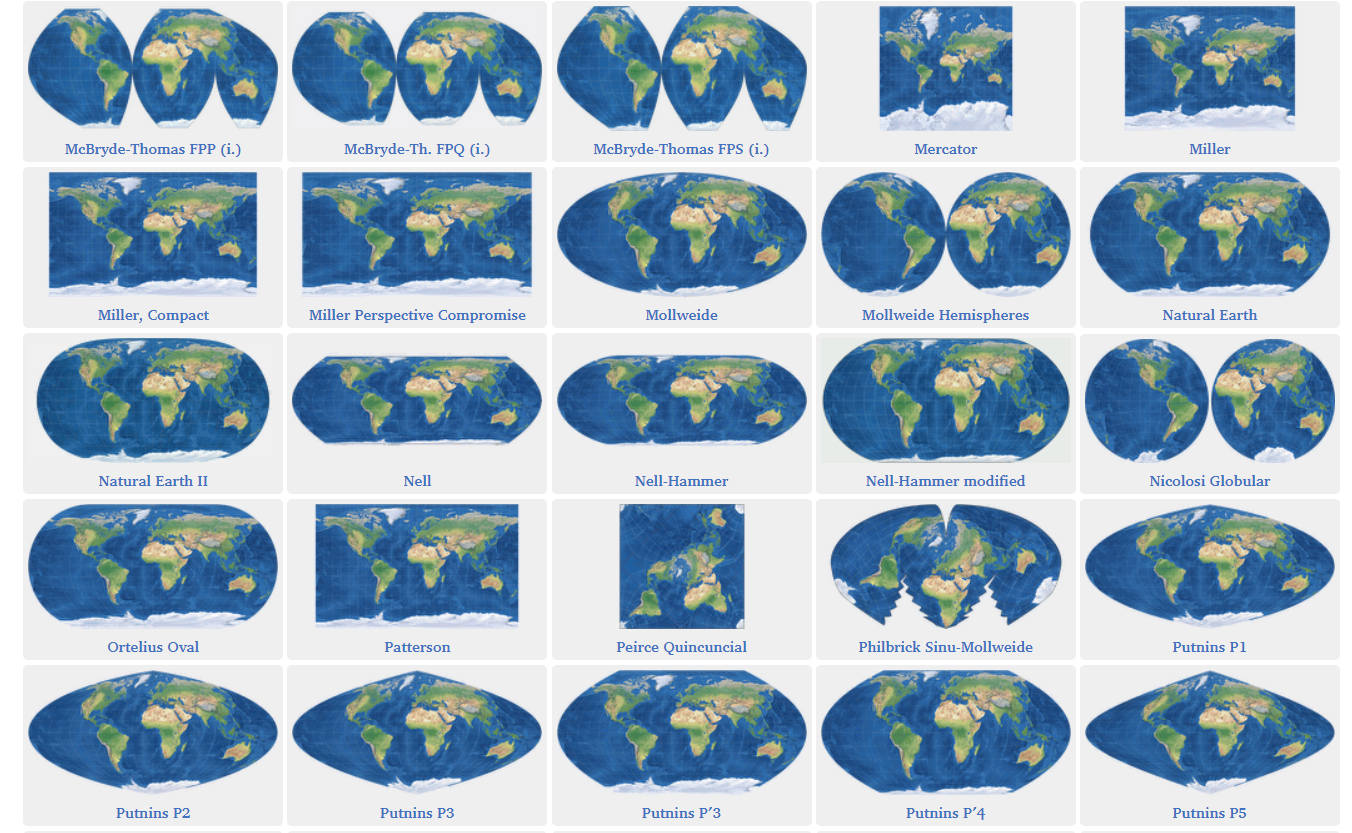 McBryde-Thomas FPP (i.)
McBryde-Th. FPQ (i.)
McBryde-Thomas FPS (i.)
Mercator
Miller
Miller, Compact
Miller Perspective Compromise
Mollweide
Mollweide Hemispheres
Natural Earth
Natural Earth II
Nell
Nell-Hammer
Nell-Hammer modified
Nicolosi Globular
Ortelius Oval
Patterson
Peirce Quincuncial
Philbrick Sinu-Mollweide
Putnins P1
Putnins P2
Putnins P3
Putnins P′3
Putnins P′4
Putnins P5